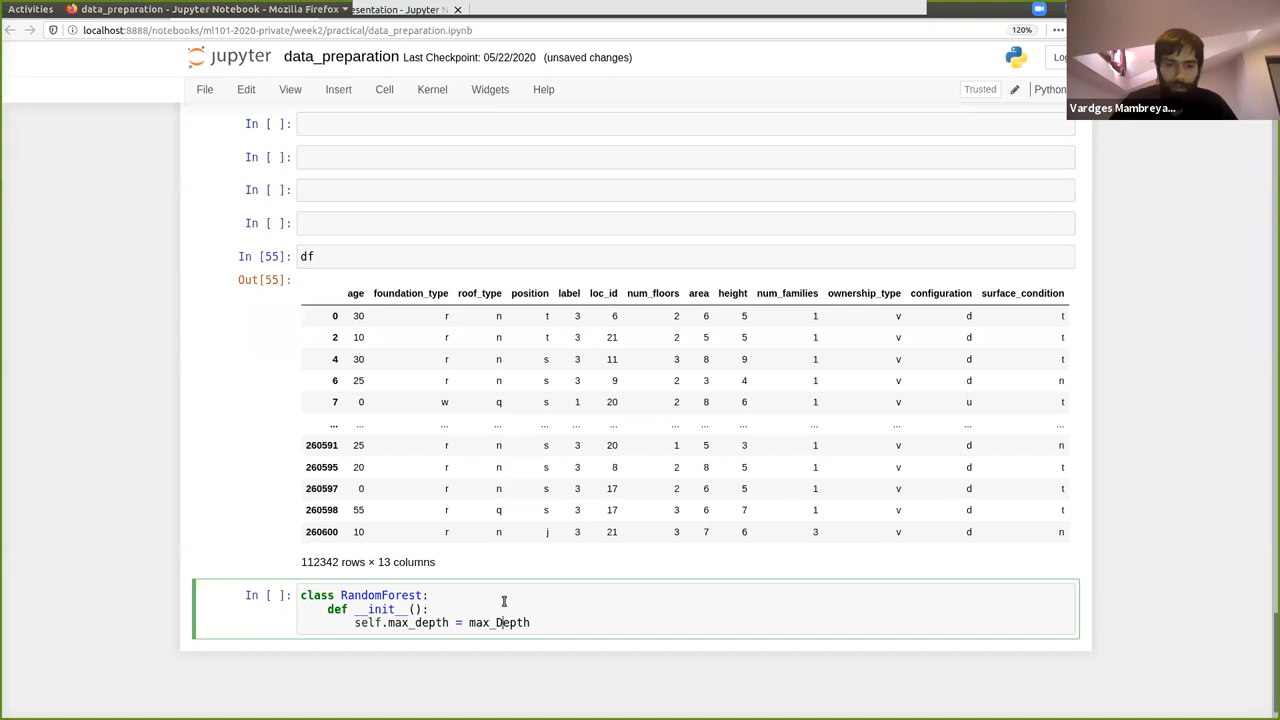 Activities data_preparation - Jupyter Notebook - Mozilla Firefox esentation - Jupyter N
localhost:8888/notebooks/ml101-2020-private/week2/practical/data_preparation.ipynb 120%
jupyter data_preparation Last Checkpoint: 05/22/2020 (unsaved changes)
File Edit View Insert Cell Kernel Widgets Help Trusted Python
Vardges Mambreya...
In [ ]:
In [ ]:
In [ ]:
In [ ]:
In [55]: df
Out[55]:
age foundation_type roof_type position label loc_id num_floors area height num_families ownership_type configuration surface_condition
0 30 r n t 3 6 2 6 5 1 v d t
2 10 r n t 3 21 2 5 5 1 v d t
4 30 r n s 3 11 3 8 9 1 v d t
6 25 r n s 3 9 2 3 4 1 v d n
7 0 w q s 1 20 2 8 6 1 v u t
... ... ... ... ... ... ... ... ... ... ... ... ... ...
260591 25 r n s 3 20 1 5 3 1 v d n
260595 20 r n s 3 8 2 8 5 1 v d t
260597 0 r n s 3 17 2 6 5 1 v d t
260598 55 r q s 3 17 3 6 7 1 v d t
260600 10 r n j 3 21 3 7 6 3 v d n
112342 rows × 13 columns
In [ ]: class RandomForest:
def __init__():
self.max_depth = max_Depth